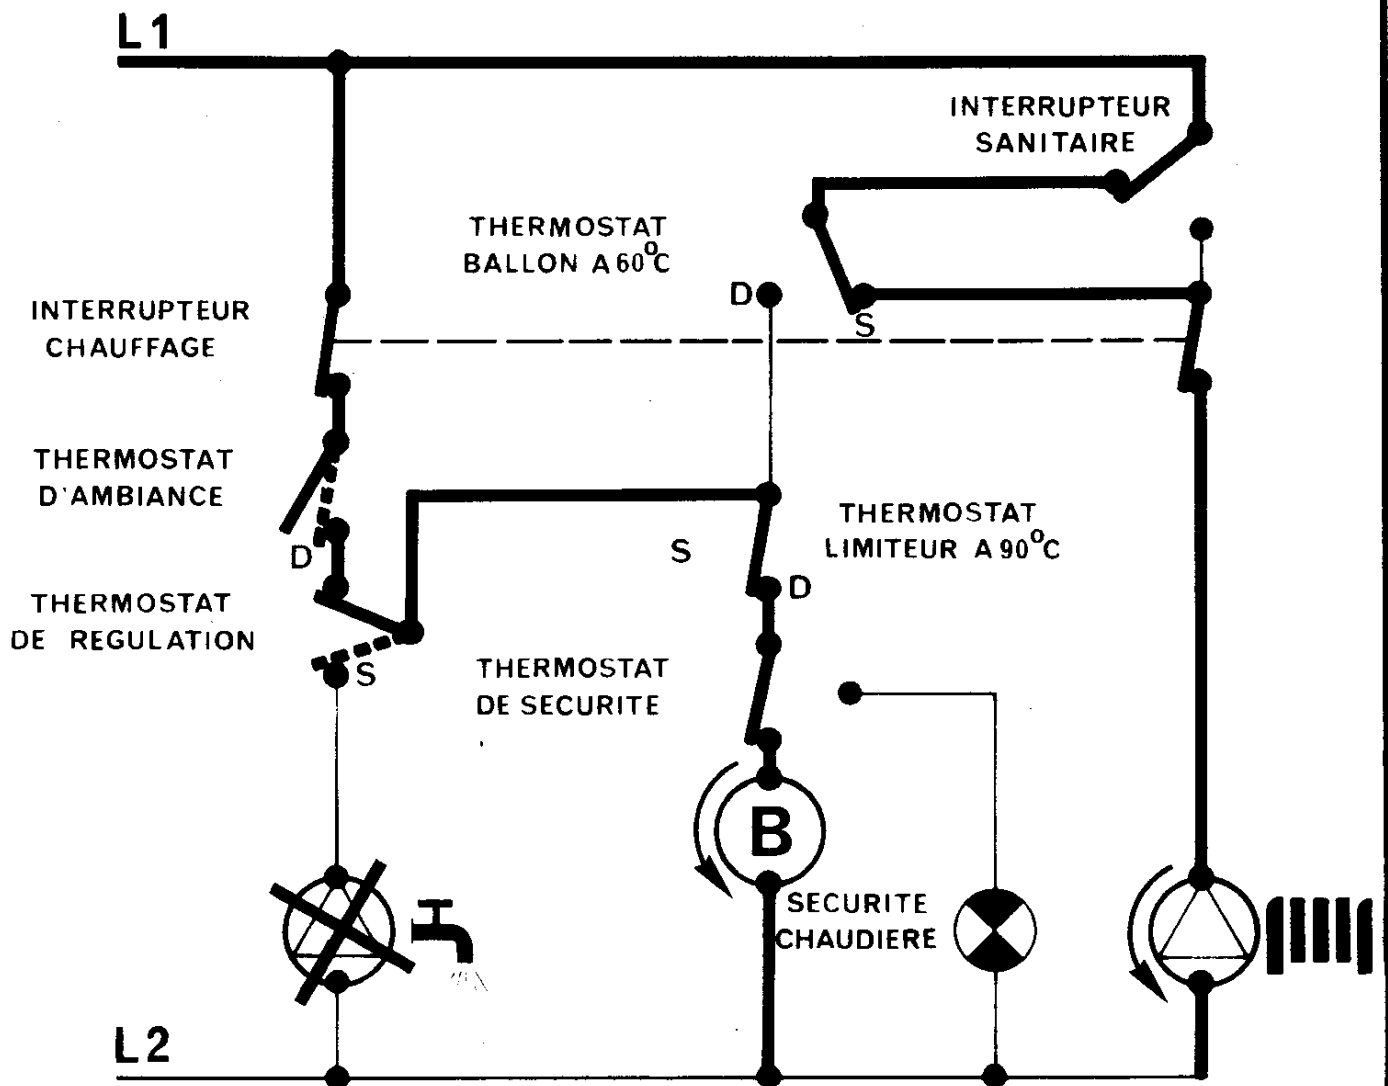 L1
INTERRUPTEUR
SANITAIRE
THERMOSTAT
BALLON A 60°C
D
S
INTERRUPTEUR
CHAUFFAGE
THERMOSTAT
D'AMBIANCE
D
S
THERMOSTAT
LIMITEUR A 90°C
D
THERMOSTAT
DE REGULATION
S
THERMOSTAT
DE SECURITE
B
SECURITE
CHAUDIERE
L2